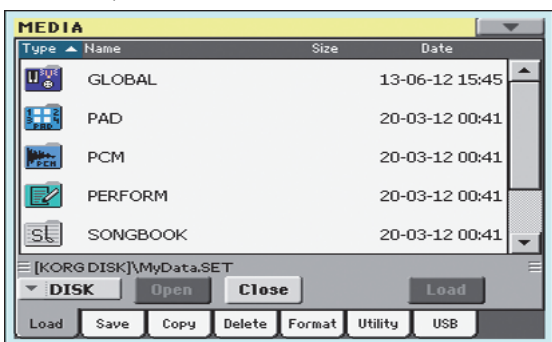 MEDIA
Type Name Size Date
GLOBAL 13-06-12 15:45
PAD 20-03-12 00:41
PCM 20-03-12 00:41
PERFORM 20-03-12 00:41
SONGBOOK 20-03-12 00:41
[KORG DISK]\MyData.SET
DISK Open Close Load
Load Save Copy Delete Format Utility USB